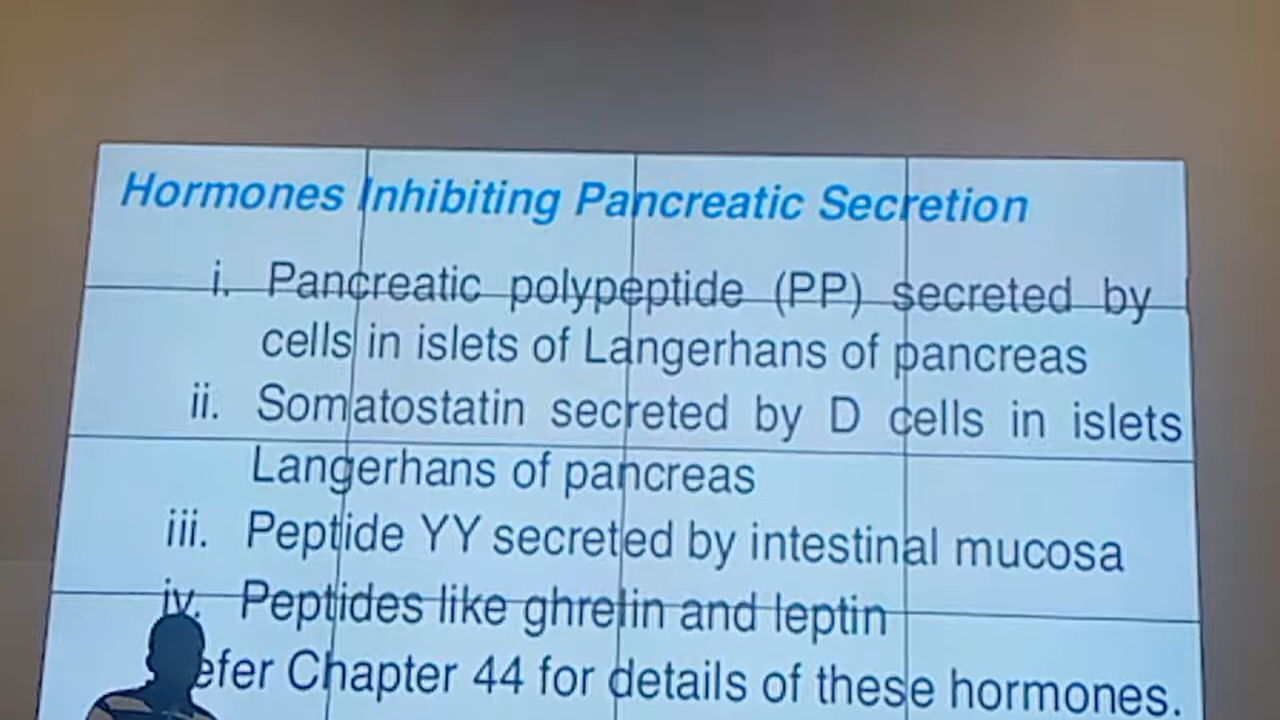 Hormones Inhibiting Pancreatic Secretion
i. Pancreatic polypeptide (PP) secreted by
cells in islets of Langerhans of pancreas
ii. Somatostatin secreted by D cells in islets
Langerhans of pancreas
iii. Peptide YY secreted by intestinal mucosa
iv. Peptides like ghrelin and leptin
efer Chapter 44 for details of these hormones.